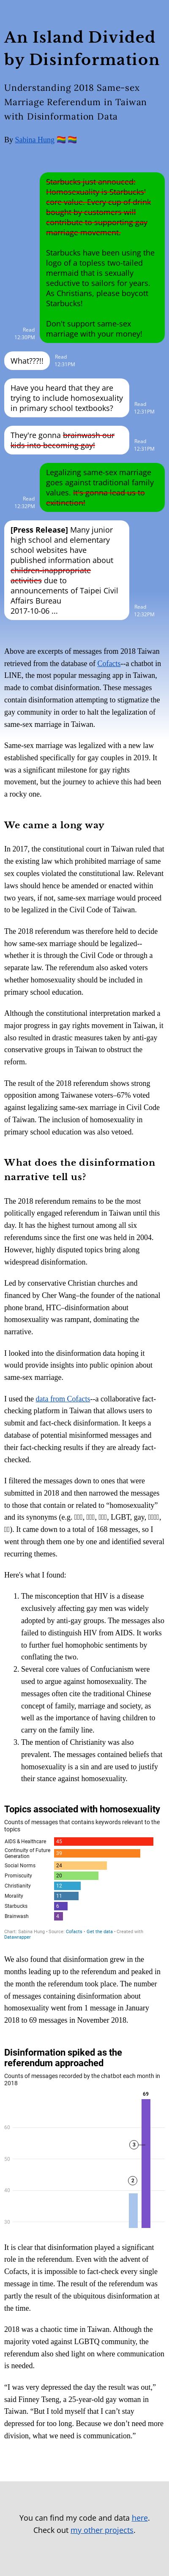 An Island Divided
by Disinformation
Understanding 2018 Same-sex
Marriage Referendum in Taiwan
with Disinformation Data
By Sabina Hung 🏳️‍🌈 🏳️‍🌈
Starbucks just annouced:
Homosexuality is Starbucks'
core value. Every cup of drink
bought by customers will
contribute to supporting gay
marriage movement.
Starbucks have been using the
logo of a topless two-tailed
mermaid that is sexually
seductive to sailors for years.
As Christians, please boycott
Starbucks!
Don't support same-sex
marriage with your money!
Read
12:30PM
What???!!
Read
12:31PM
Have you heard that they are
trying to include homosexuality
in primary school textbooks?
Read
12:31PM
They're gonna brainwash our
kids into becoming gay!
Read
12:31PM
Legalizing same-sex marriage
goes against traditional family
values. It's gonna lead us to
exitinction!
Read
12:32PM
[Press Release] Many junior
high school and elementary
school websites have
published information about
children-inappropriate
activities due to
announcements of Taipei Civil
Affairs Bureau
2017-10-06 ...
Read
12:32PM
Above are excerpts of messages from 2018 Taiwan
retrieved from the database of Cofacts--a chatbot in
LINE, the most popular messaging app in Taiwan,
made to combat disinformation. These messages
contain disinformation attempting to stigmatize the
gay community in order to halt the legalization of
same-sex marriage in Taiwan.
Same-sex marriage was legalized with a new law
established specifically for gay couples in 2019. It
was a significant milestone for gay rights
movement, but the journey to achieve this had been
a rocky one.
We came a long way
In 2017, the constitutional court in Taiwan ruled that
the existing law which prohibited marriage of same
sex couples violated the constitutional law. Relevant
laws should hence be created or modified within
two years, if not, same-sex marriage would proceed
to be legalized in the Civil Code of Taiwan.
The 2018 referendum was therefore held to decide
how same-sex marriage should be legalized--
whether it is through the Civil Code or through a
separate law. The referendum also asked voters
whether homosexuality should be included in
primary school education.
Although the constitutional interpretation marked a
major progress for gay rights movement in Taiwan, it
also resulted in drastic measures taken by anti-gay
conservative groups in Taiwan to obstruct the
reform.
The result of the 2018 referendum shows strong
opposition among Taiwanese voters–67% voted
against legalizing same-sex marriage in Civil Code
of Taiwan. The inclusion of homosexuality in
primary school education was also vetoed.
What does the disinformation
narrative tell us?
The 2018 referendum remains to be the most
politically engaged referendum in Taiwan until this
day. It has the highest turnout among all six
referendums since the first one was held in 2004.
However, highly disputed topics bring along
widespread disinformation.
Led by conservative Christian churches and
financed by Cher Wang–the founder of the national
phone brand, HTC–disinformation about
homosexuality was rampant, dominating the
narrative.
I looked into the disinformation data hoping it
would provide insights into public opinion about
same-sex marriage.
I used the data from Cofacts--a collaborative fact-
checking platform in Taiwan that allows users to
submit and fact-check disinformation. It keeps a
database of potential misinformed messages and
their fact-checking results if they are already fact-
checked.
I filtered the messages down to ones that were
submitted in 2018 and then narrowed the messages
to those that contain or related to “homosexuality”
and its synonyms (e.g. LGBT, gay,
). It came down to a total of 168 messages, so I
went through them one by one and identified several
recurring themes.
Here's what I found:
1. The misconception that HIV is a disease
exclusively affecting gay men was widely
adopted by anti-gay groups. The messages also
failed to distinguish HIV from AIDS. It works
to further fuel homophobic sentiments by
conflating the two.
2. Several core values of Confucianism were
used to argue against homosexuality. The
messages often cite the traditional Chinese
concept of family, marriage and society, as
well as the importance of having children to
carry on the family line.
3. The mention of Christianity was also
prevalent. The messages contained beliefs that
homosexuality is a sin and are used to justify
their stance against homosexuality.
Topics associated with homosexuality
Counts of messages that contains keywords relevant to the
topics
AIDS & Healthcare 45
Continuity of Future
Generation 39
Social Norms 24
Promiscuity 20
Christianity 12
Morality 11
Starbucks 6
Brainwash 4
Chart: Sabina Hung • Source: Cofacts • Get the data • Created with
Datawrapper
We also found that disinformation grew in the
months leading up to the referendum and peaked in
the month the referendum took place. The number
of messages containing disinformation about
homosexuality went from 1 message in January
2018 to 69 messages in November 2018.
Disinformation spiked as the
referendum approached
Counts of messages recorded by the chatbot each month in
2018
69
60
3
50
2
40
30
It is clear that disinformation played a significant
role in the referendum. Even with the advent of
Cofacts, it is impossible to fact-check every single
message in time. The result of the referendum was
partly the result of the ubiquitous disinformation at
the time.
2018 was a chaotic time in Taiwan. Although the
majority voted against LGBTQ community, the
referendum also shed light on where communication
is needed.
“I was very depressed the day the result was out,”
said Finney Tseng, a 25-year-old gay woman in
Taiwan. “But I told myself that I can’t stay
depressed for too long. Because we don’t need more
division, what we need is communication.”
You can find my code and data here.
Check out my other projects.